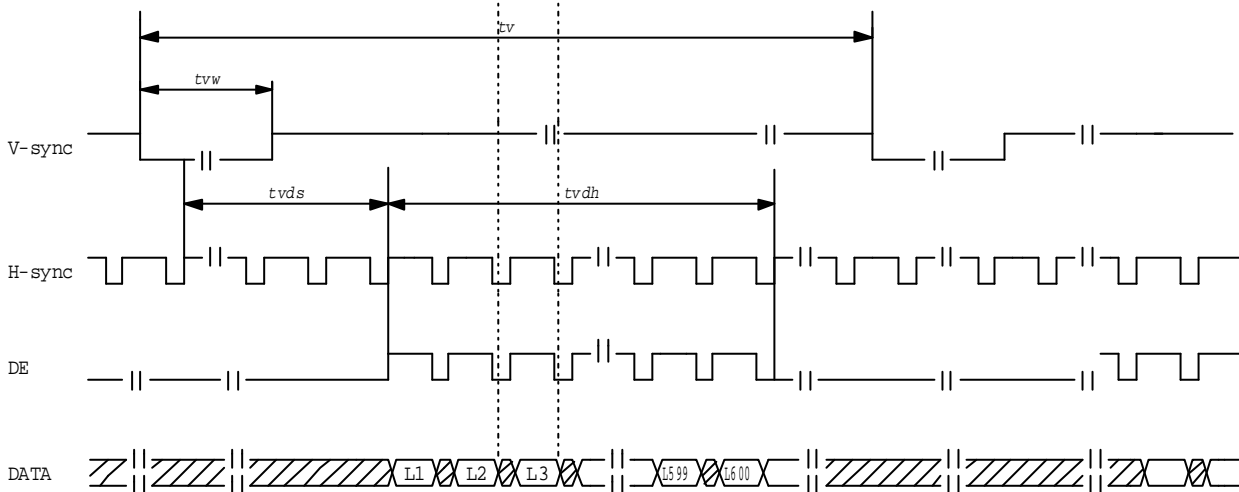 tv
tvw
V-sync
tvds
tvdh
H-sync
DE
DATA
L1
L2
L3
L599
L600